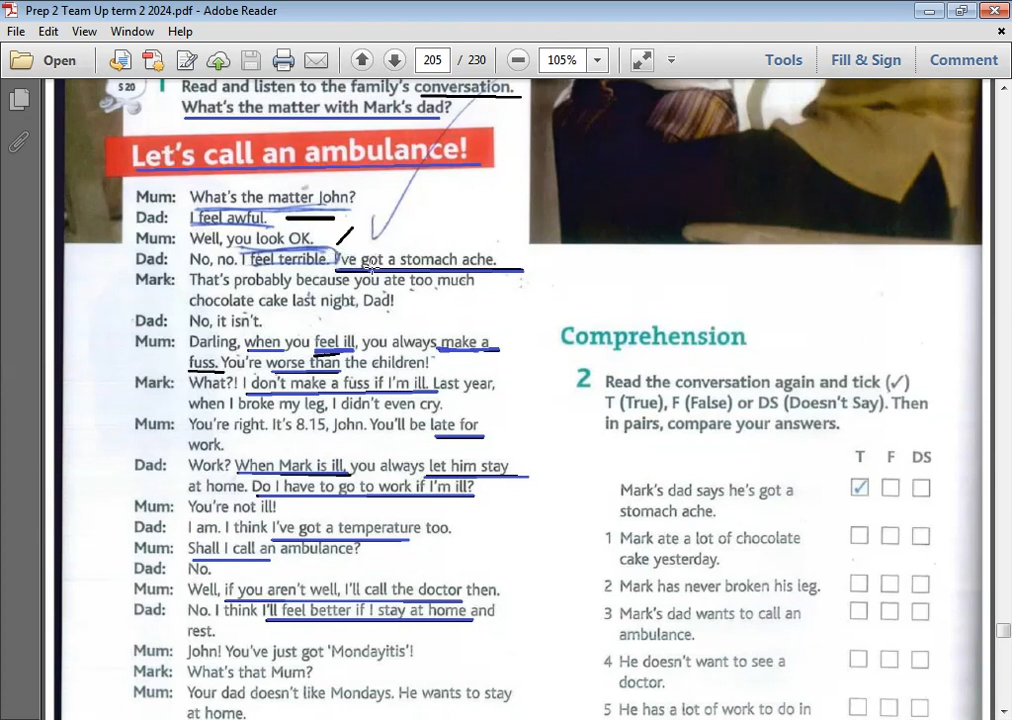 Prep 2 Team Up term 2 2024.pdf - Adobe Reader
File Edit View Window Help
Open 205 / 230 105% Tools Fill & Sign Comment
S20 1 Read and listen to the family's conversation.
What's the matter with Mark's dad?
Let's call an ambulance!
Mum: What's the matter John?
Dad: I feel awful.
Mum: Well, you look OK.
Dad: No, no. I feel terrible. I've got a stomach ache.
Mark: That's probably because you ate too much
chocolate cake last night, Dad!
Dad: No, it isn't.
Mum: Darling, when you feel ill, you always make a
fuss. You're worse than the children!
Mark: What?! I don't make a fuss if I'm ill. Last year,
when I broke my leg, I didn't even cry.
Mum: You're right. It's 8.15, John. You'll be late for
work.
Dad: Work? When Mark is ill, you always let him stay
at home. Do I have to go to work if I'm ill?
Mum: You're not ill!
Dad: I am. I think I've got a temperature too.
Mum: Shall I call an ambulance?
Dad: No.
Mum: Well, if you aren't well, I'll call the doctor then.
Dad: No. I think I'll feel better if I stay at home and
rest.
Mum: John! You've just got 'Mondayitis'!
Mark: What's that Mum?
Mum: Your dad doesn't like Mondays. He wants to stay
at home.
Comprehension
2 Read the conversation again and tick (✓)
T (True), F (False) or DS (Doesn't Say). Then
in pairs, compare your answers.
T F DS
Mark's dad says he's got a
stomach ache. ✓
1 Mark ate a lot of chocolate
cake yesterday.
2 Mark has never broken his leg.
3 Mark's dad wants to call an
ambulance.
4 He doesn't want to see a
doctor.
5 He has a lot of work to do in